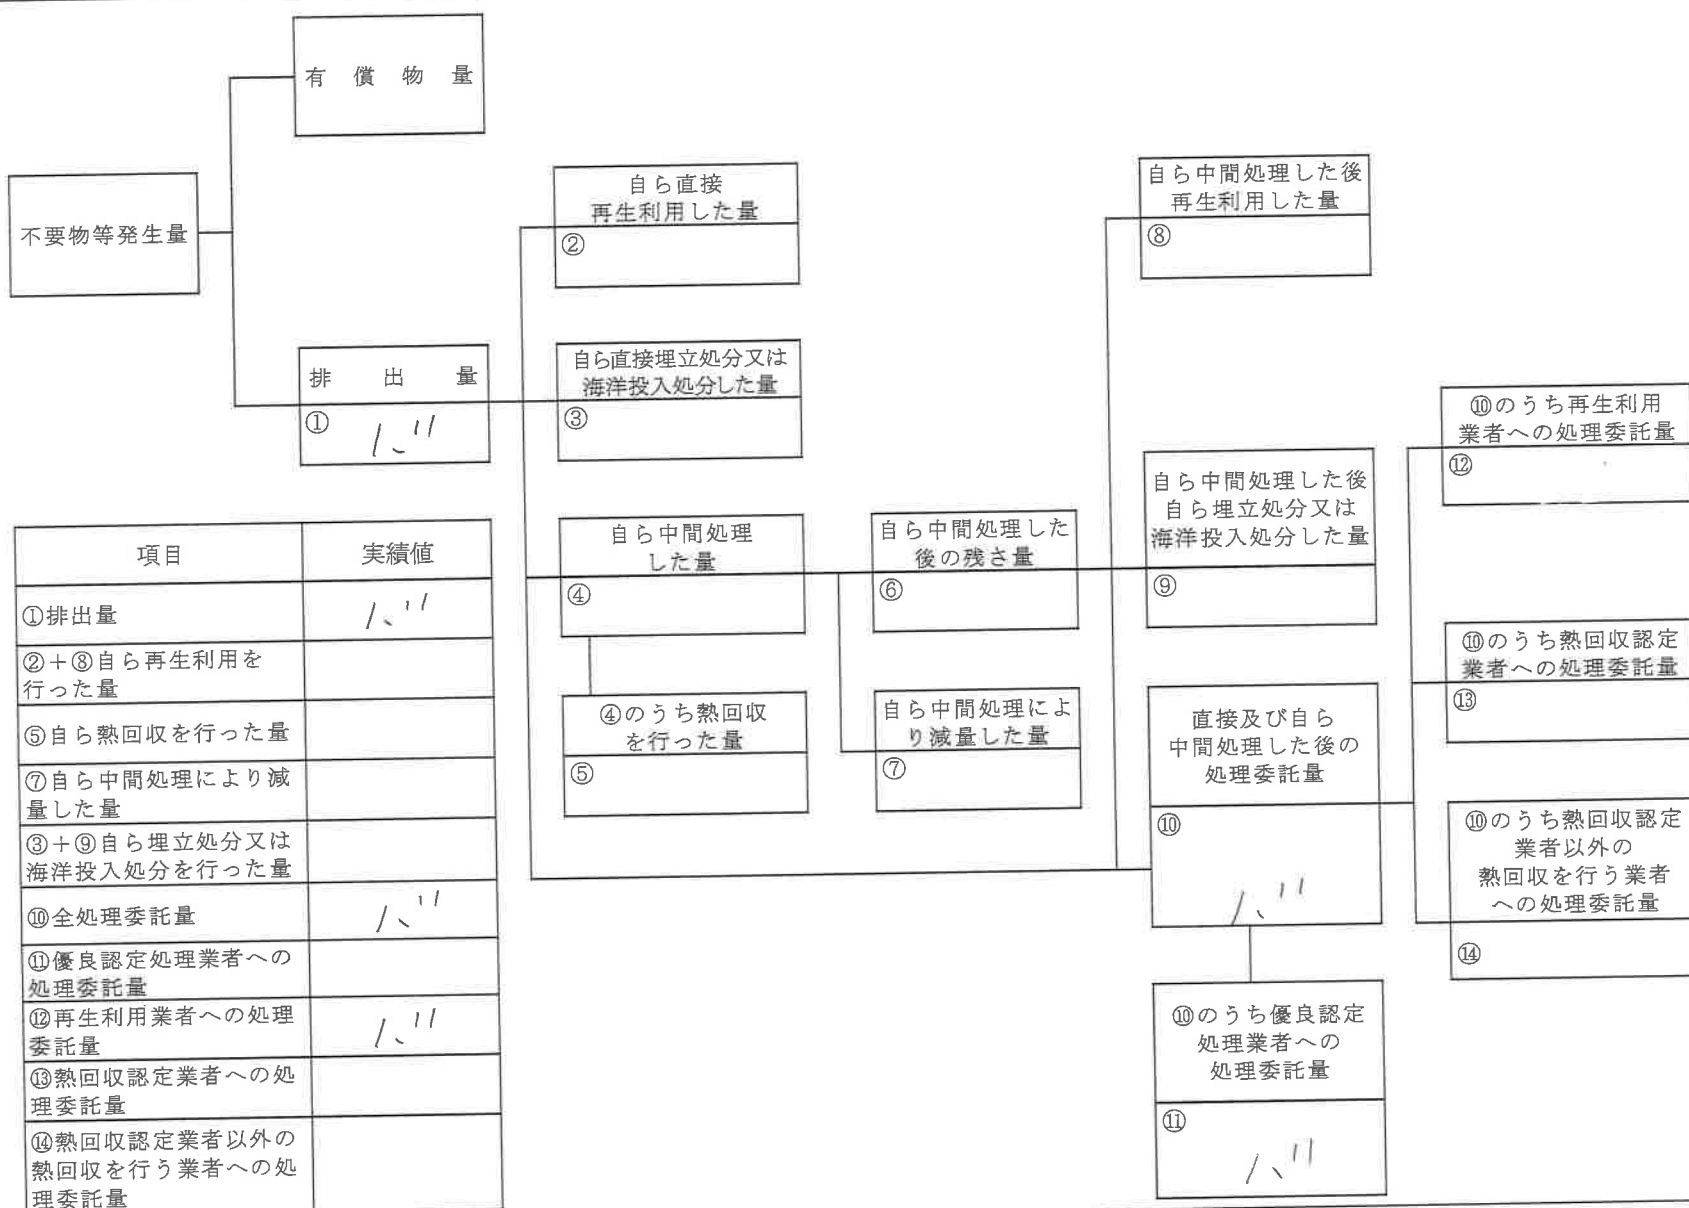 有償物量
不要物等発生量
排出量
①
自ら直接
再生利用した量
②
自ら直接埋立処分又は
海洋投入処分した量
③
自ら中間処理
した量
④
④のうち熱回収
を行った量
⑤
自ら中間処理した
後の残さ量
⑥
自ら中間処理によ
り減量した量
⑦
自ら中間処理した後
再生利用した量
⑧
自ら中間処理した後
自ら埋立処分又は
海洋投入処分した量
⑨
直接及び自ら
中間処理した後の
処理委託量
⑩
⑩のうち優良認定
処理業者への
処理委託量
⑪
⑩のうち再生利用
業者への処理委託量
⑫
⑩のうち熱回収認定
業者への処理委託量
⑬
⑩のうち熱回収認定
業者以外の
熱回収を行う業者
への処理委託量
⑭
項目 実績値
①排出量
②+⑧自ら再生利用を
行った量
⑤自ら熱回収を行った量
⑦自ら中間処理により減
量した量
③+⑨自ら埋立処分又は
海洋投入処分を行った量
⑩全処理委託量
⑪優良認定処理業者への
処理委託量
⑫再生利用業者への処理
委託量
⑬熱回収認定業者への処
理委託量
⑭熱回収認定業者以外の
熱回収を行う業者への処
理委託量